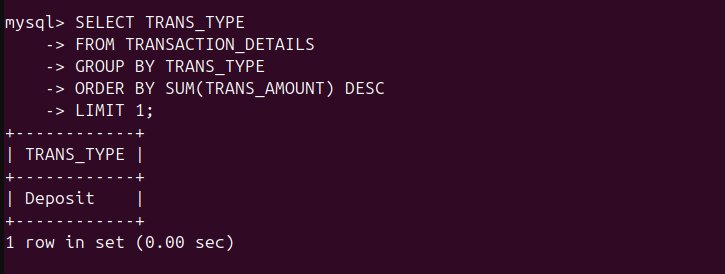 mysql> SELECT TRANS_TYPE
    -> FROM TRANSACTION_DETAILS
    -> GROUP BY TRANS_TYPE
    -> ORDER BY SUM(TRANS_AMOUNT) DESC
    -> LIMIT 1;
+------------+
| TRANS_TYPE |
+------------+
| Deposit    |
+------------+
1 row in set (0.00 sec)